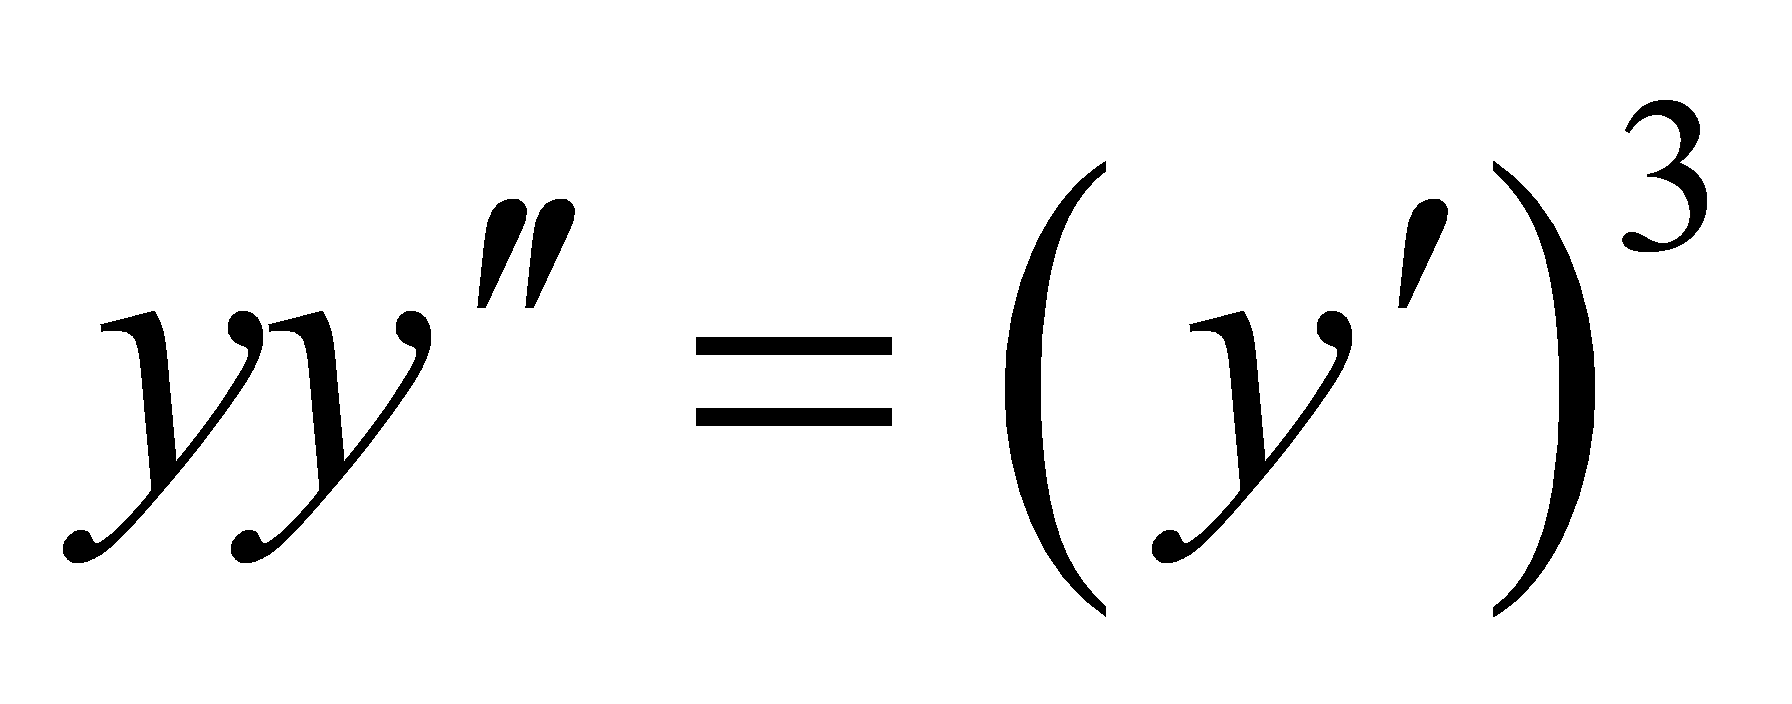 yy″ = (y′)³